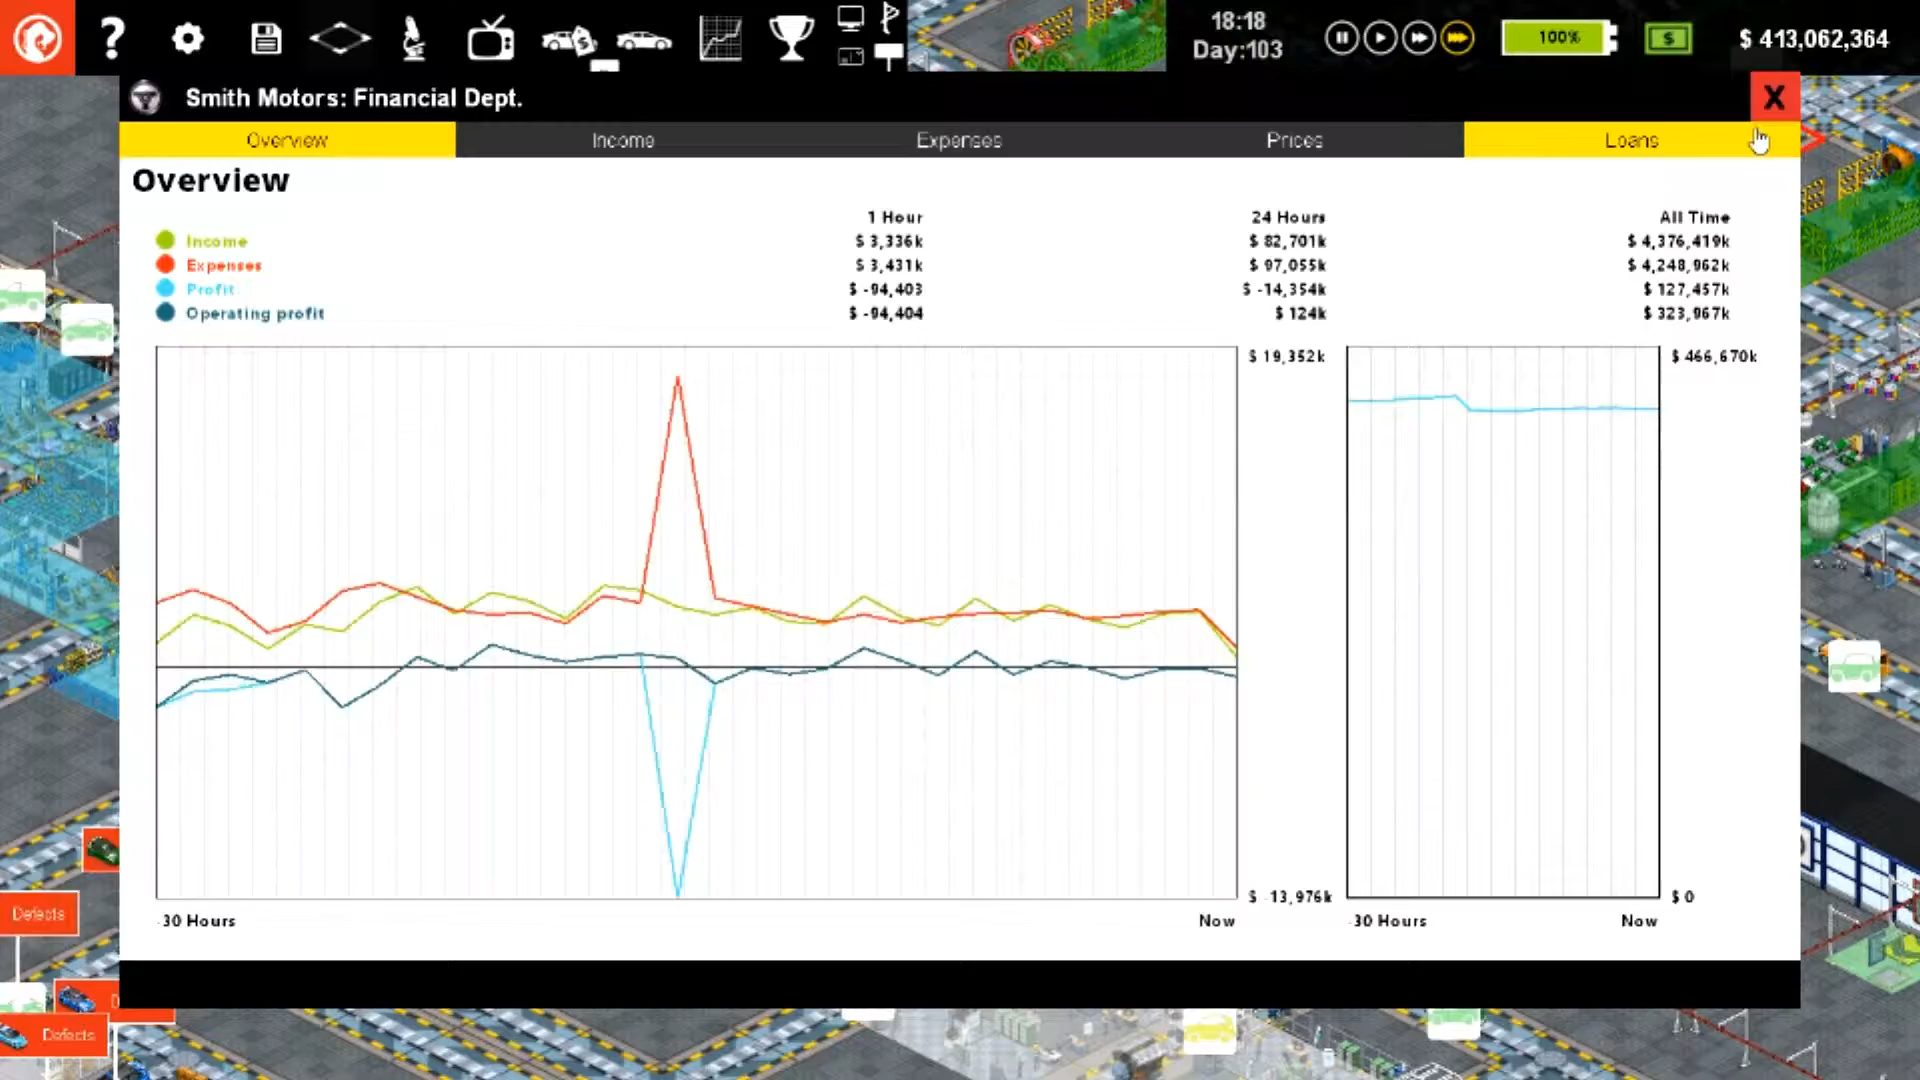 ?
18:18
Day:103
100%
$
$ 413,062,364
Smith Motors: Financial Dept.
X
Overview
Income
Expenses
Prices
Loans
Overview
1 Hour
24 Hours
All Time
Income
$ 3,336k
$ 82,701k
$ 4,376,419k
Expenses
$ 3,431k
$ 97,055k
$ 4,248,962k
Profit
$ -94,403
$ -14,354k
$ 127,457k
Operating profit
$ -94,404
$ 124k
$ 323,967k
$ 19,352k
$ 466,670k
$ -13,976k
$ 0
-30 Hours
Now
-30 Hours
Now
Defects
Defects